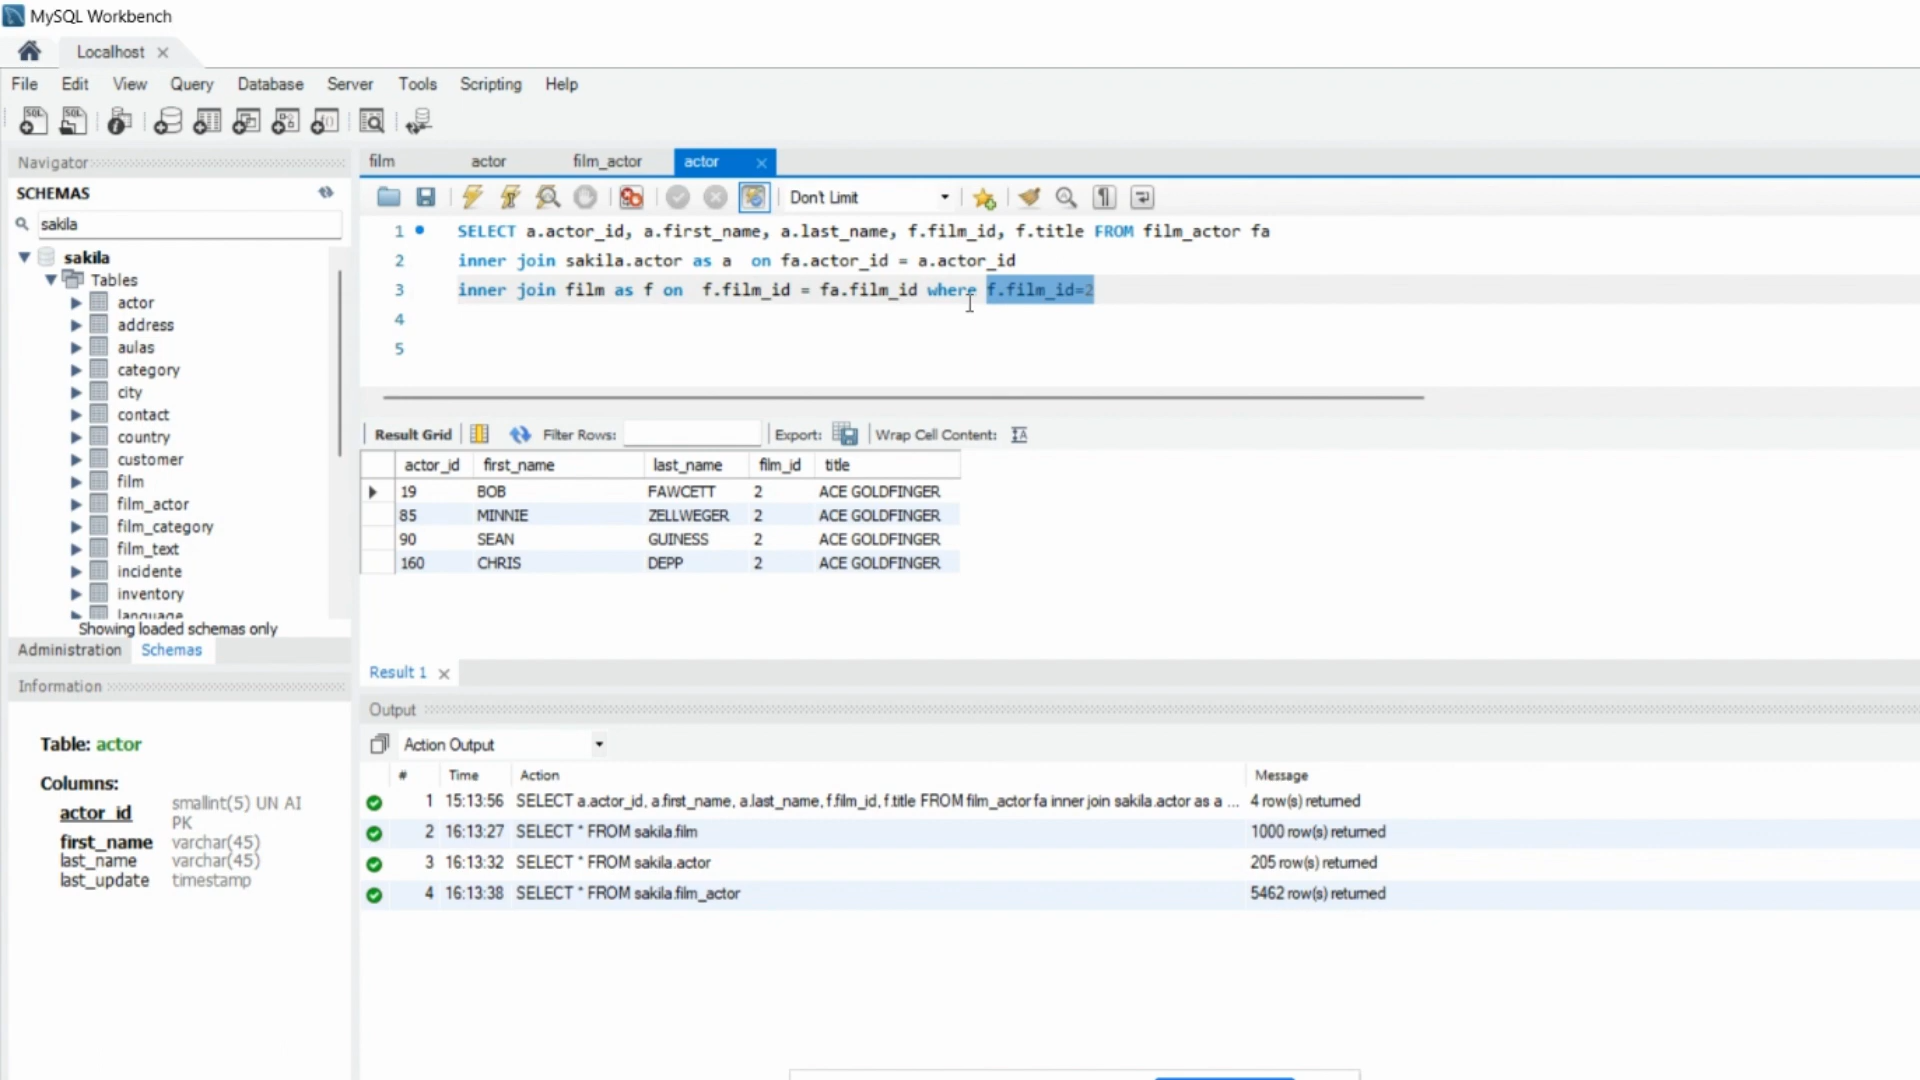 MySQL Workbench
Localhost
File Edit View Query Database Server Tools Scripting Help
Navigator
SCHEMAS
sakila
sakila
Tables
actor
address
aulas
category
city
contact
country
customer
film
film_actor
film_category
film_text
incidente
inventory
language
Showing loaded schemas only
Administration Schemas
Information
Table: actor
Columns:
actor_id smallint(5) UN AI PK
first_name varchar(45)
last_name varchar(45)
last_update timestamp
film actor film_actor actor
Don't Limit
1 SELECT a.actor_id, a.first_name, a.last_name, f.film_id, f.title FROM film_actor fa
2 inner join sakila.actor as a  on fa.actor_id = a.actor_id
3 inner join film as f on  f.film_id = fa.film_id where f.film_id=2
4
5
Result Grid Filter Rows: Export: Wrap Cell Content:
actor_id first_name last_name film_id title
19 BOB FAWCETT 2 ACE GOLDFINGER
85 MINNIE ZELLWEGER 2 ACE GOLDFINGER
90 SEAN GUINESS 2 ACE GOLDFINGER
160 CHRIS DEPP 2 ACE GOLDFINGER
Result 1
Output
Action Output
# Time Action Message
1 15:13:56 SELECT a.actor_id, a.first_name, a.last_name, f.film_id, f.title FROM film_actor fa inner join sakila.actor as a ... 4 row(s) returned
2 16:13:27 SELECT * FROM sakila.film 1000 row(s) returned
3 16:13:32 SELECT * FROM sakila.actor 205 row(s) returned
4 16:13:38 SELECT * FROM sakila.film_actor 5462 row(s) returned